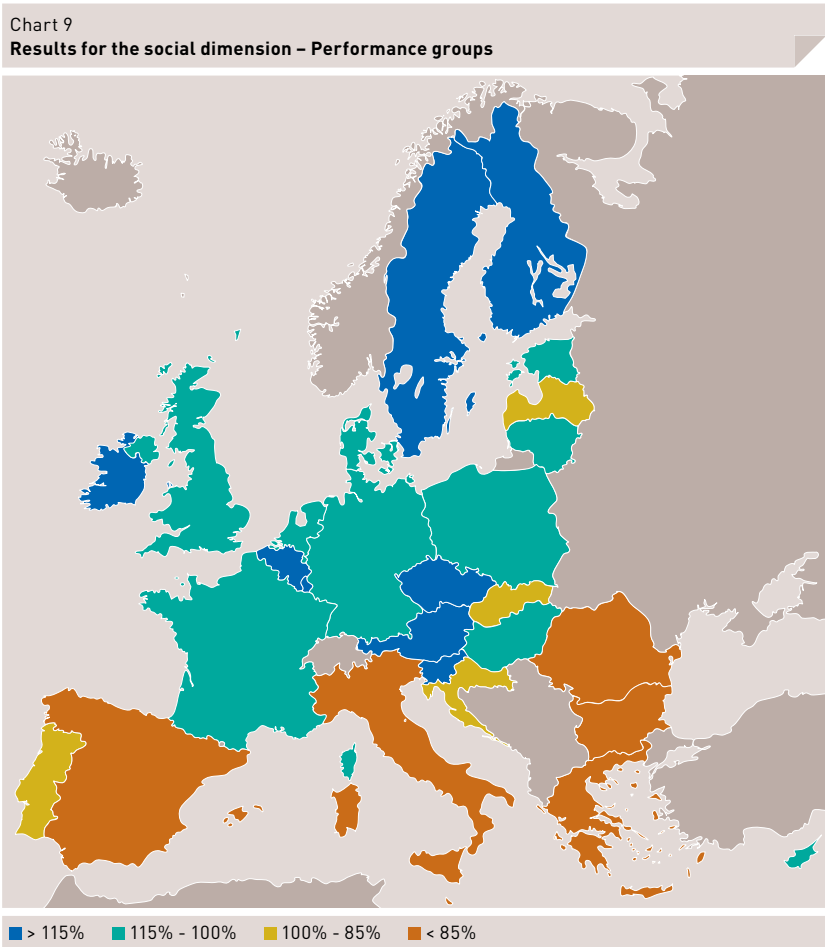 Chart 9
Results for the social dimension – Performance groups
> 115% 115% - 100% 100% - 85% < 85%